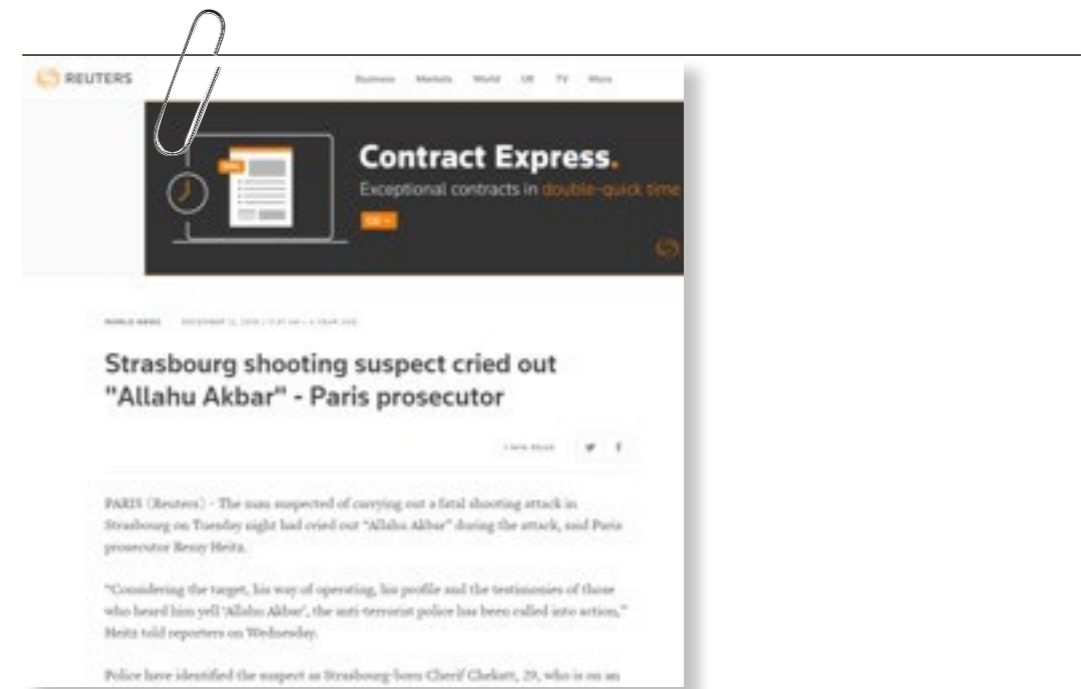 REUTERS
Business Markets World UK TV More
Contract Express.
Exceptional contracts in double-quick time
WORLD NEWS
Strasbourg shooting suspect cried out
"Allahu Akbar" - Paris prosecutor
PARIS (Reuters) - The man suspected of carrying out a fatal shooting attack in
Strasbourg on Tuesday night had cried out "Allahu Akbar" during the attack, said Paris
prosecutor Remy Heitz.
"Considering the target, his way of operating, his profile and the testimonies of those
who heard him yell 'Allahu Akbar', the anti-terrorist police has been called into action,"
Heitz told reporters on Wednesday.
Police have identified the suspect as Strasbourg-born Cherif Chekatt, 29, who is on an